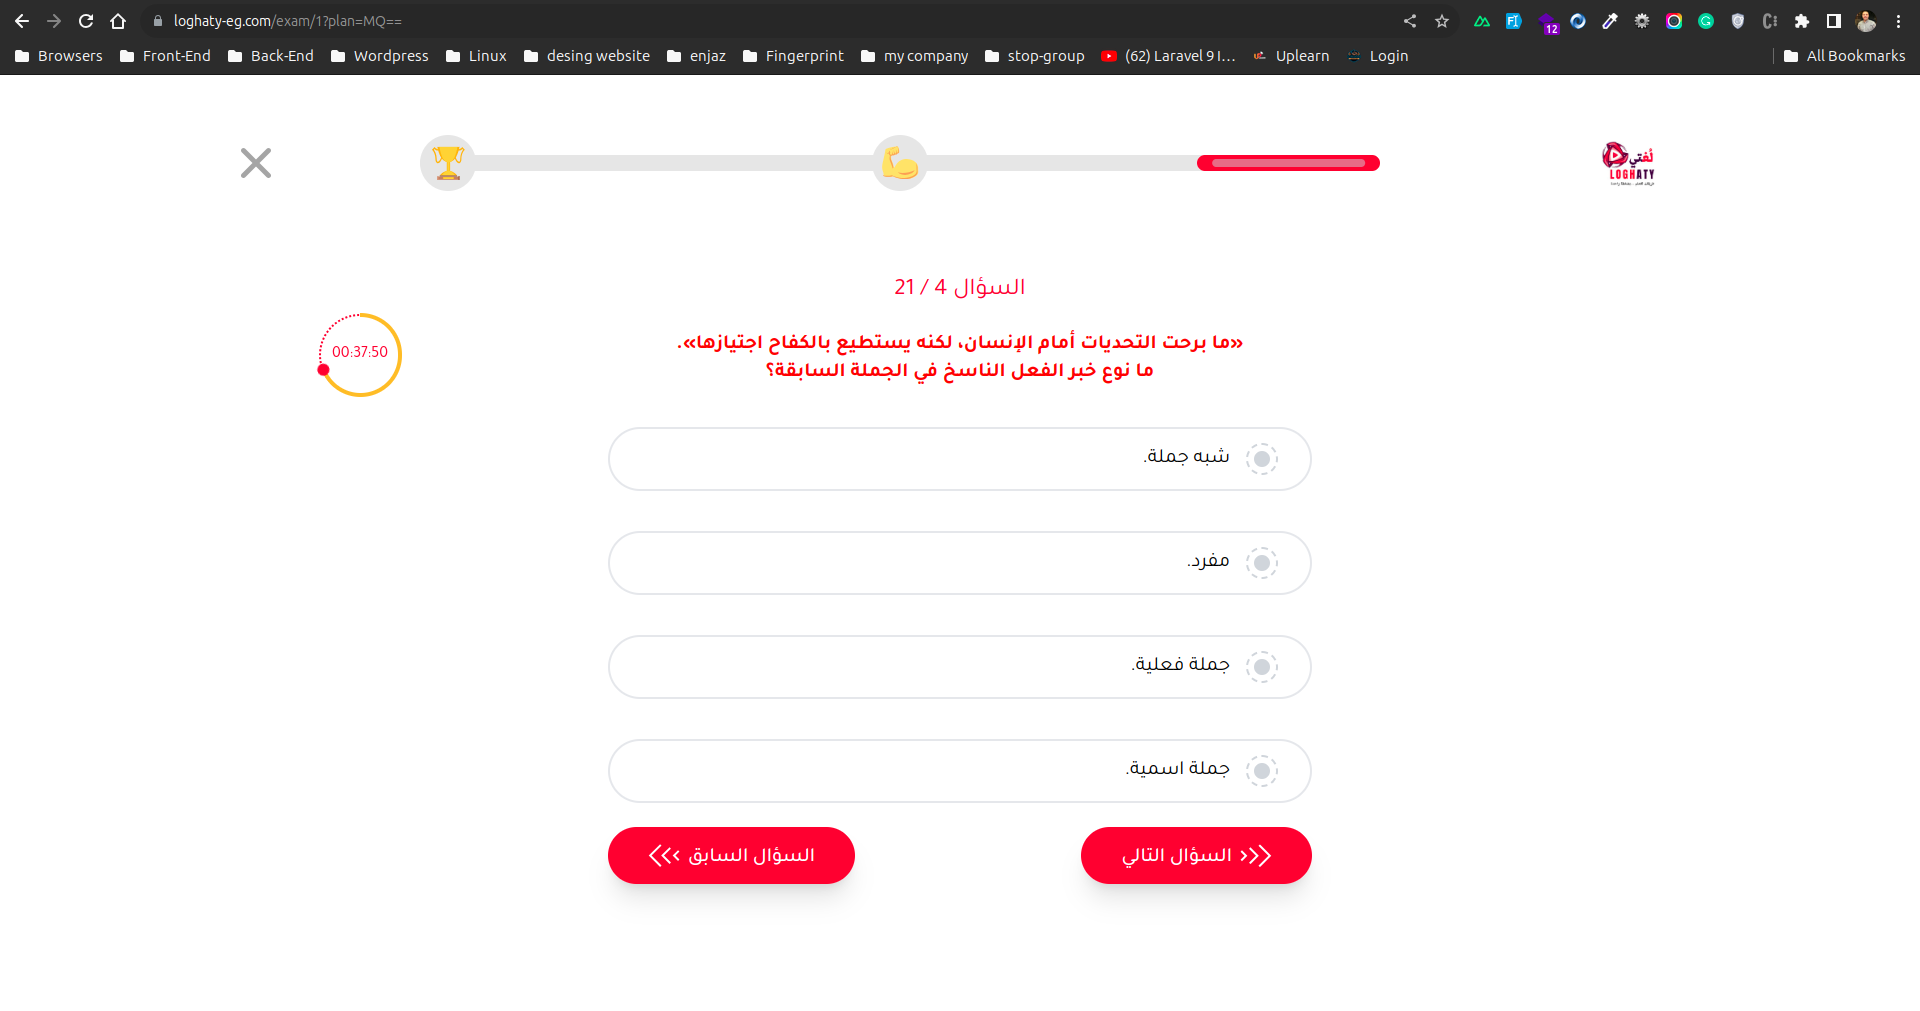 loghaty-eg.com/exam/1?plan=MQ==
12
Browsers
Front-End
Back-End
Wordpress
Linux
desing website
enjaz
Fingerprint
my company
stop-group
(62) Laravel 9 I...
Uplearn
Login
All Bookmarks
لُغتي
LOGHATY
السؤال 4 / 21
00:37:50
«ما برحت التحديات أمام الإنسان، لكنه يستطيع بالكفاح اجتيازها».
ما نوع خبر الفعل الناسخ في الجملة السابقة؟
شبه جملة.
مفرد.
جملة فعلية.
جملة اسمية.
السؤال التالي
السؤال السابق